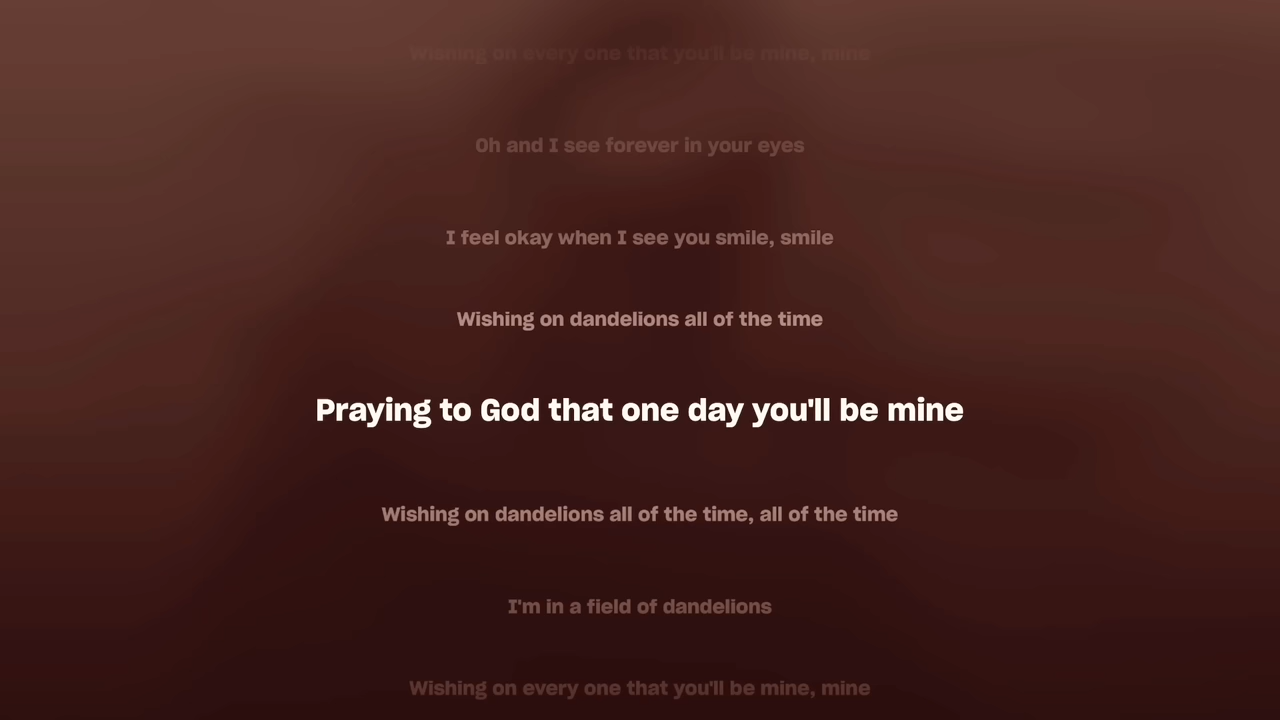 Wishing on every one that you'll be mine, mine
Oh and I see forever in your eyes
I feel okay when I see you smile, smile
Wishing on dandelions all of the time
Praying to God that one day you'll be mine
Wishing on dandelions all of the time, all of the time
I'm in a field of dandelions
Wishing on every one that you'll be mine, mine